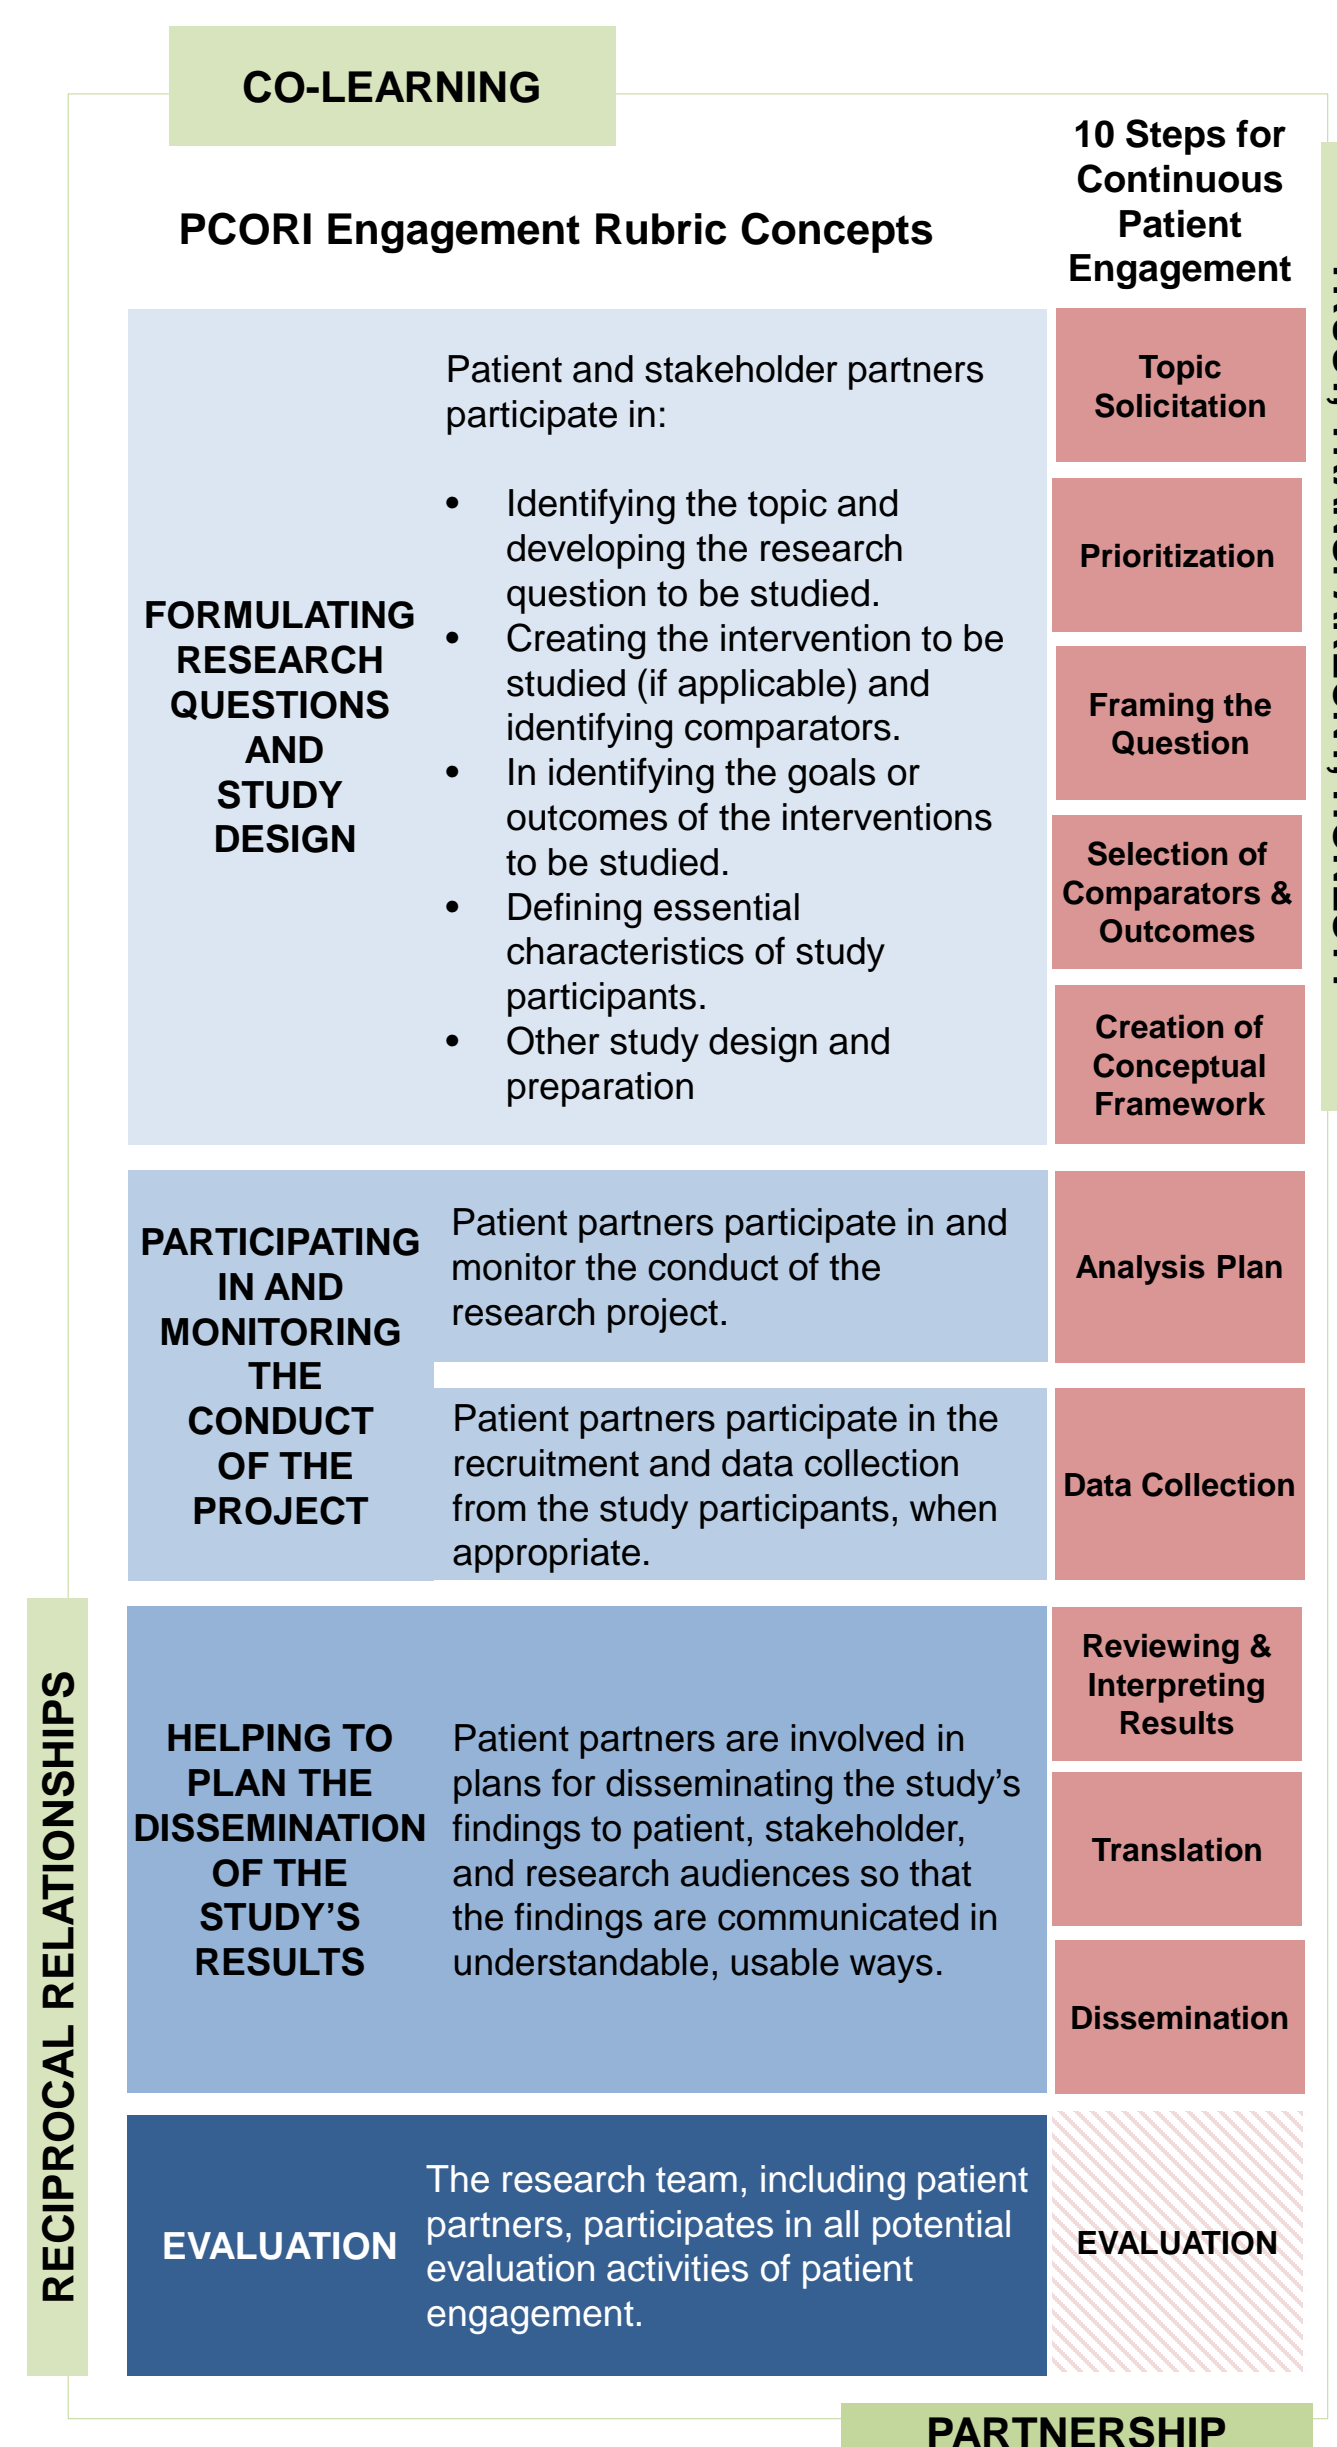 CO-LEARNING
10 Steps for
Continuous
Patient
Engagement
PCORI Engagement Rubric Concepts
FORMULATING
RESEARCH
QUESTIONS
AND
STUDY
DESIGN
Patient and stakeholder partners
participate in:
• Identifying the topic and
developing the research
question to be studied.
• Creating the intervention to be
studied (if applicable) and
identifying comparators.
• In identifying the goals or
outcomes of the interventions
to be studied.
• Defining essential
characteristics of study
participants.
• Other study design and
preparation
Topic
Solicitation
Prioritization
Framing the
Question
Selection of
Comparators &
Outcomes
Creation of
Conceptual
Framework
PARTICIPATING
IN AND
MONITORING
THE
CONDUCT
OF THE
PROJECT
Patient partners participate in and
monitor the conduct of the
research project.
Analysis Plan
Patient partners participate in the
recruitment and data collection
from the study participants, when
appropriate.
Data Collection
RECIPROCAL RELATIONSHIPS
HELPING TO
PLAN THE
DISSEMINATION
OF THE
STUDY’S
RESULTS
Patient partners are involved in
plans for disseminating the study’s
findings to patient, stakeholder,
and research audiences so that
the findings are communicated in
understandable, usable ways.
Reviewing &
Interpreting
Results
Translation
Dissemination
EVALUATION
The research team, including patient
partners, participates in all potential
evaluation activities of patient
engagement.
EVALUATION
PARTNERSHIP